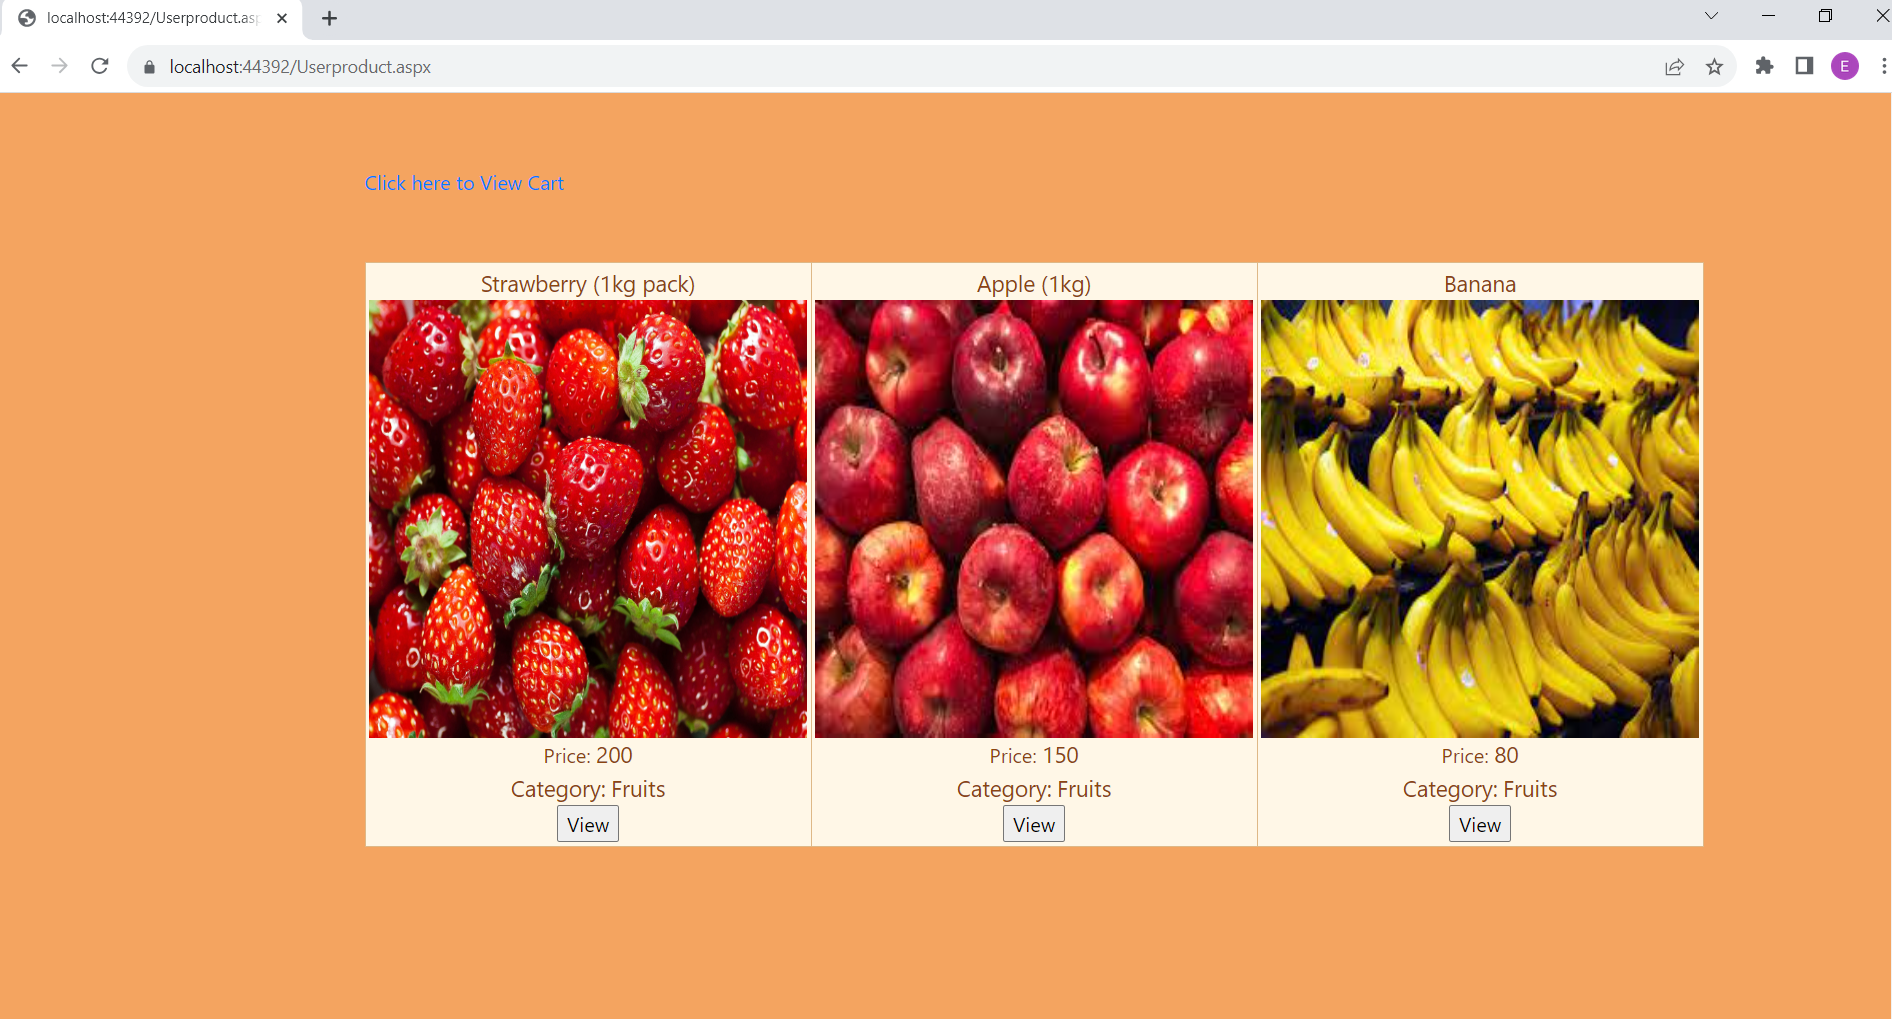 localhost:44392/Userproduct.asp
localhost:44392/Userproduct.aspx
E
Click here to View Cart
Strawberry (1kg pack)
Apple (1kg)
Banana
Price: 200
Price: 150
Price: 80
Category: Fruits
Category: Fruits
Category: Fruits
View
View
View